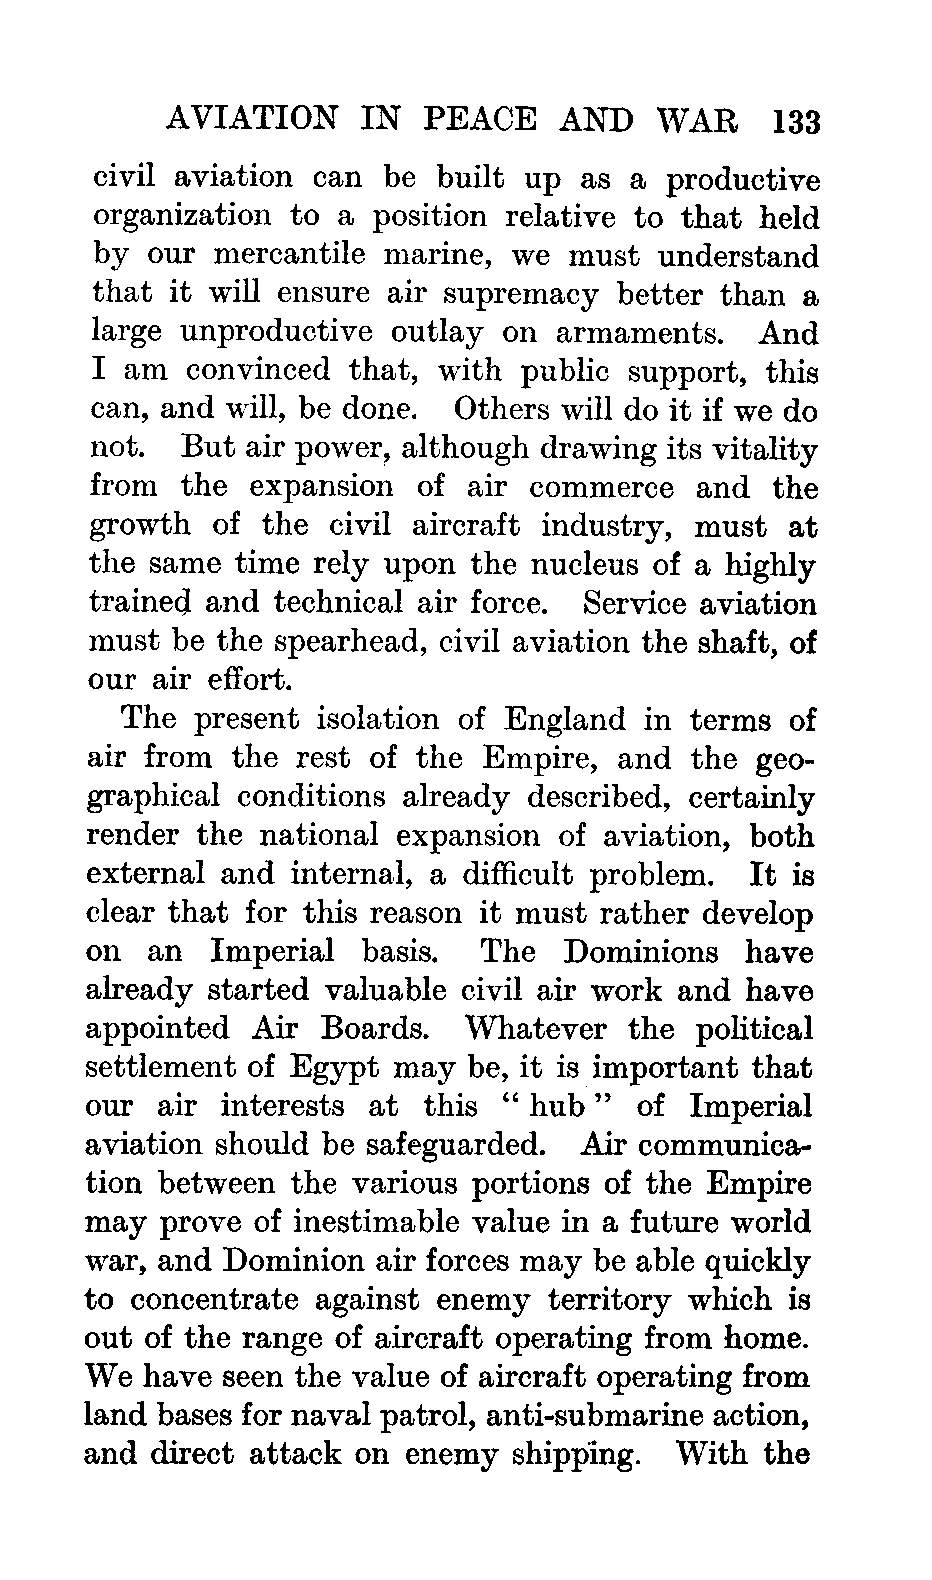 AVIATION IN PEACE AND WAR 133
civil aviation can be built up as a productive
organization to a position relative to that held
by our mercantile marine, we must understand
that it will ensure air supremacy better than a
large unproductive outlay on armaments. And
I am convinced that, with public support, this
can, and will, be done. Others will do it if we do
not. But air power, although drawing its vitality
from the expansion of air commerce and the
growth of the civil aircraft industry, must at
the same time rely upon the nucleus of a highly
trained and technical air force. Service aviation
must be the spearhead, civil aviation the shaft, of
our air effort.
The present isolation of England in terms of
air from the rest of the Empire, and the geo-
graphical conditions already described, certainly
render the national expansion of aviation, both
external and internal, a difficult problem. It is
clear that for this reason it must rather develop
on an Imperial basis. The Dominions have
already started valuable civil air work and have
appointed Air Boards. Whatever the political
settlement of Egypt may be, it is important that
our air interests at this “ hub ” of Imperial
aviation should be safeguarded. Air communica-
tion between the various portions of the Empire
may prove of inestimable value in a future world
war, and Dominion air forces may be able quickly
to concentrate against enemy territory which is
out of the range of aircraft operating from home.
We have seen the value of aircraft operating from
land bases for naval patrol, anti-submarine action,
and direct attack on enemy shipping. With the